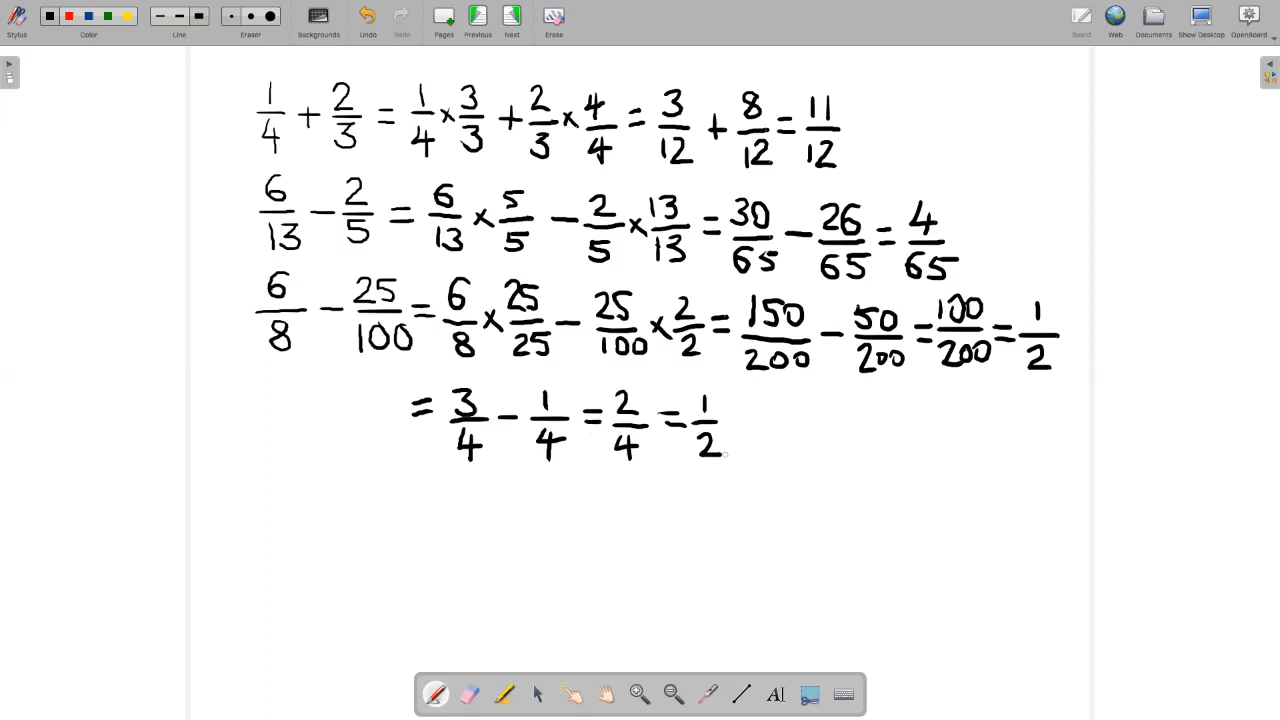 Stylus Color Line Eraser Backgrounds Undo Redo Pages Previous Next Erase Board Web Documents Show Desktop OpenBoard
1/4 + 2/3 = 1/4 × 3/3 + 2/3 × 4/4 = 3/12 + 8/12 = 11/12
6/13 − 2/5 = 6/13 × 5/5 − 2/5 × 13/13 = 30/65 − 26/65 = 4/65
6/8 − 25/100 = 6/8 × 25/25 − 25/100 × 2/2 = 150/200 − 50/200 = 100/200 = 1/2
= 3/4 − 1/4 = 2/4 = 1/2
AI